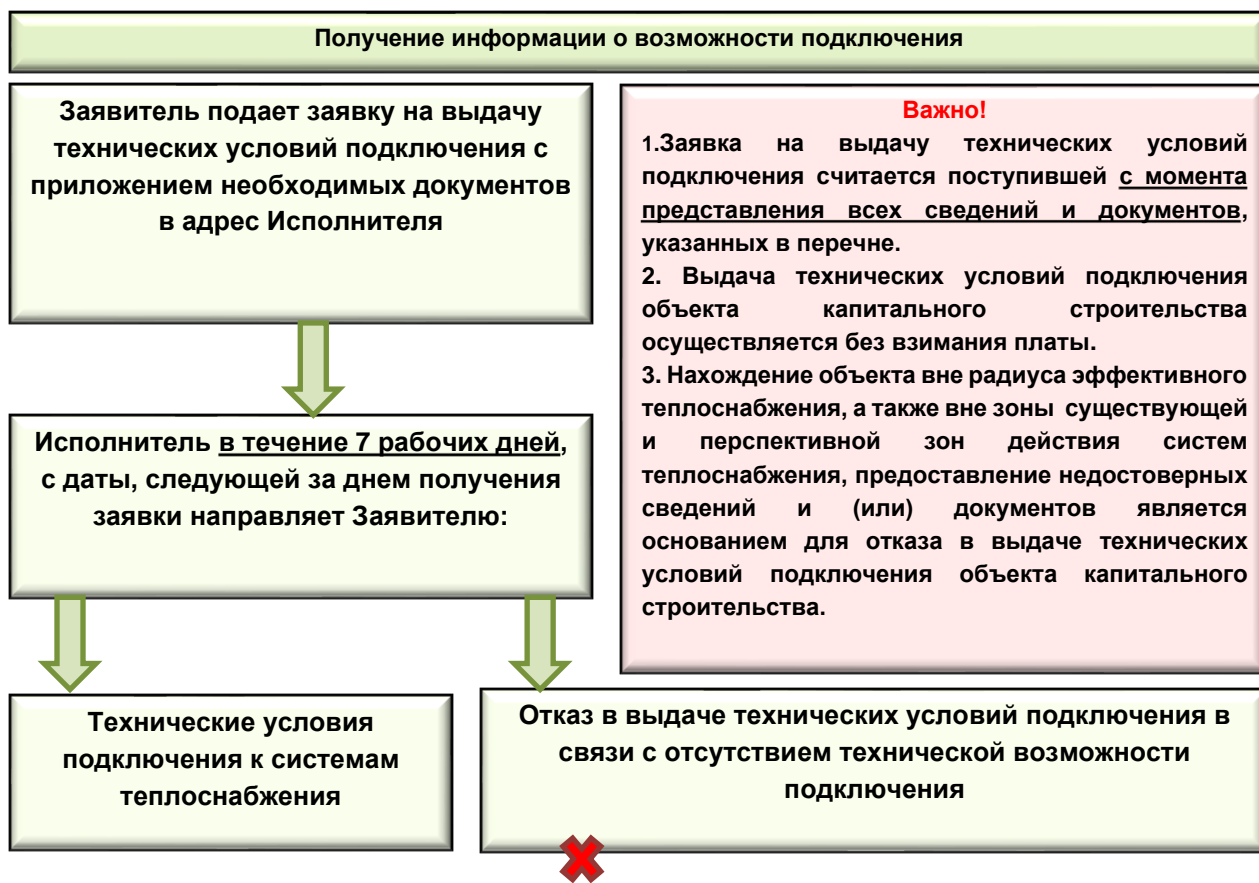 Получение информации о возможности подключения
Заявитель подает заявку на выдачу
технических условий подключения с
приложением необходимых документов
в адрес Исполнителя
Исполнитель в течение 7 рабочих дней,
с даты, следующей за днем получения
заявки направляет Заявителю:
Технические условия
подключения к системам
теплоснабжения
Отказ в выдаче технических условий подключения в
связи с отсутствием технической возможности
подключения
Важно!
1.Заявка на выдачу технических условий
подключения считается поступившей с момента
представления всех сведений и документов,
указанных в перечне.
2. Выдача технических условий подключения
объекта капитального строительства
осуществляется без взимания платы.
3. Нахождение объекта вне радиуса эффективного
теплоснабжения, а также вне зоны существующей
и перспективной зон действия систем
теплоснабжения, предоставление недостоверных
сведений и (или) документов является
основанием для отказа в выдаче технических
условий подключения объекта капитального
строительства.